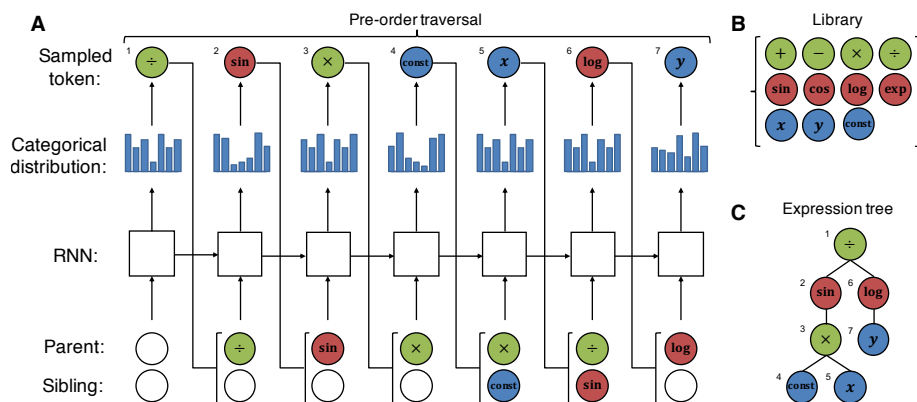 A
Pre-order traversal
Sampled token:
1 ÷ 2 sin 3 × 4 const 5 x 6 log 7 y
Categorical distribution:
RNN:
Parent: ÷ sin × × ÷ log
Sibling: const sin
B
Library
+ − × ÷
sin cos log exp
x y const
C
Expression tree
1 ÷
2 sin 6 log
3 × 7 y
4 const 5 x